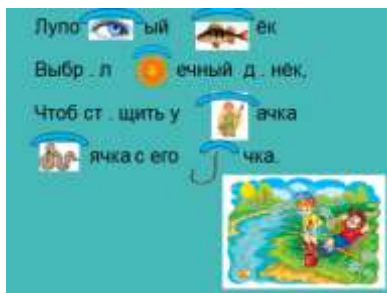 Лупо ый ёк
Выбр . л ечный д . нёк,
Чтоб ст . щить у ачка
ячка с его чка.